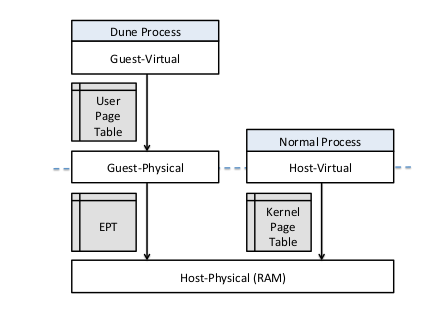 Dune Process
Guest-Virtual
User
Page
Table
Guest-Physical
Normal Process
Host-Virtual
EPT
Kernel
Page
Table
Host-Physical (RAM)